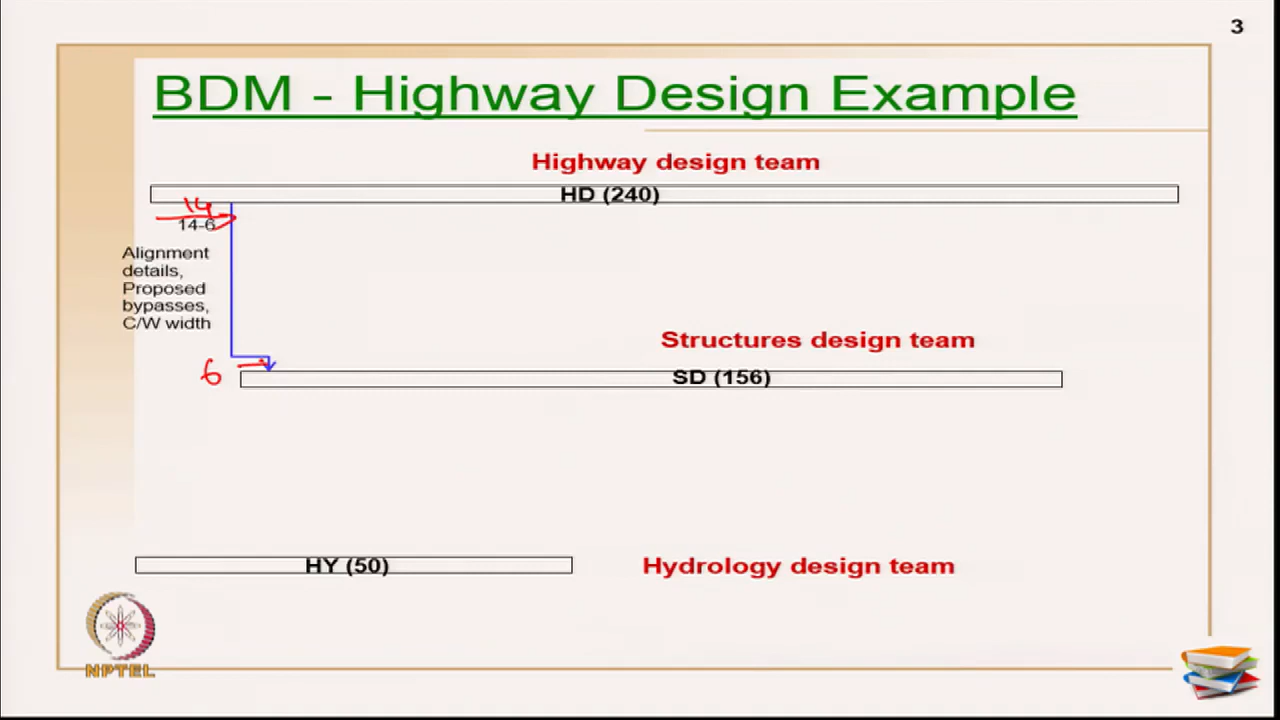 3
BDM - Highway Design Example
Highway design team
HD (240)
14
14-6
Alignment
details,
Proposed
bypasses,
C/W width
Structures design team
6
SD (156)
HY (50)
Hydrology design team
NPTEL